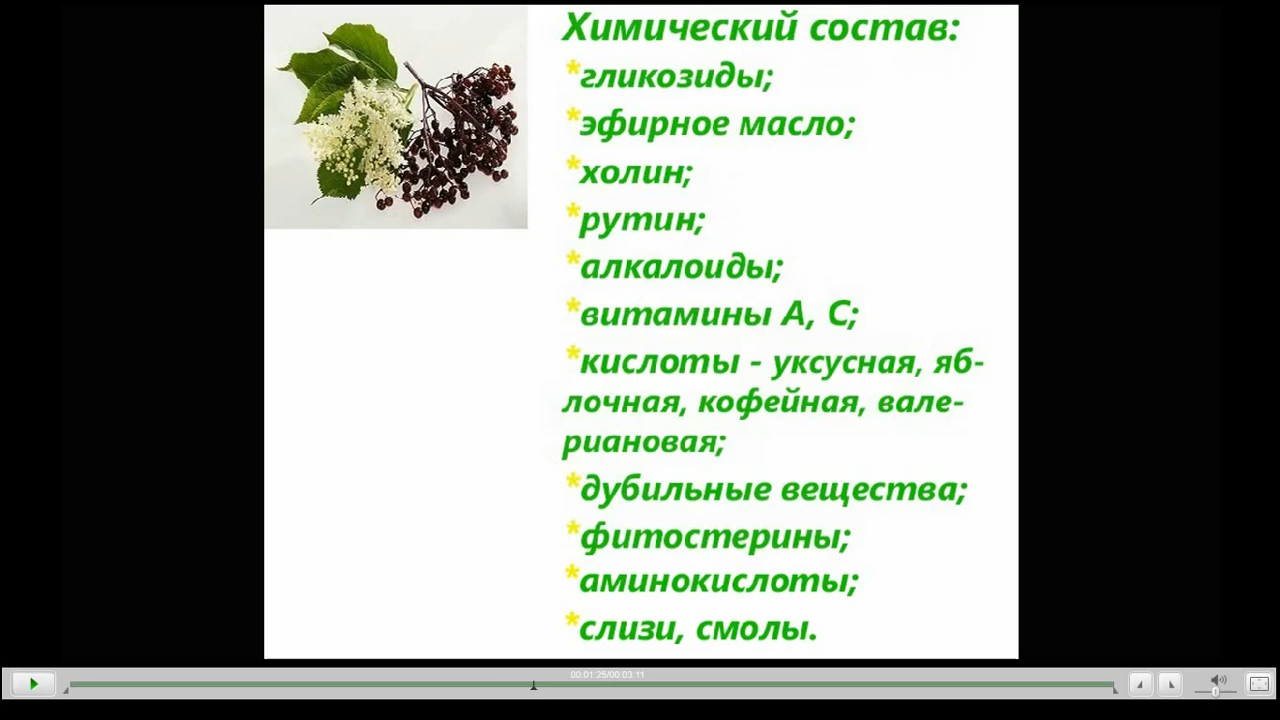 Химический состав:
*гликозиды;
*эфирное масло;
*холин;
*рутин;
*алкалоиды;
*витамины А, С;
*кислоты - уксусная, яб-
лочная, кофейная, вале-
риановая;
*дубильные вещества;
*фитостерины;
*аминокислоты;
*слизи, смолы.
00:01:25/00:03:11